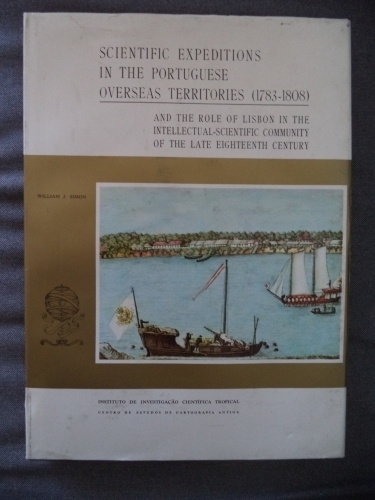 SCIENTIFIC EXPEDITIONS
IN THE PORTUGUESE
OVERSEAS TERRITORIES (1783-1808)
AND THE ROLE OF LISBON IN THE
INTELLECTUAL-SCIENTIFIC COMMUNITY
OF THE LATE EIGHTEENTH CENTURY
WILLIAM J. SIMON
INSTITUTO DE INVESTIGAÇÃO CIENTÍFICA TROPICAL
CENTRO DE ESTUDOS DE CARTOGRAFIA ANTIGA